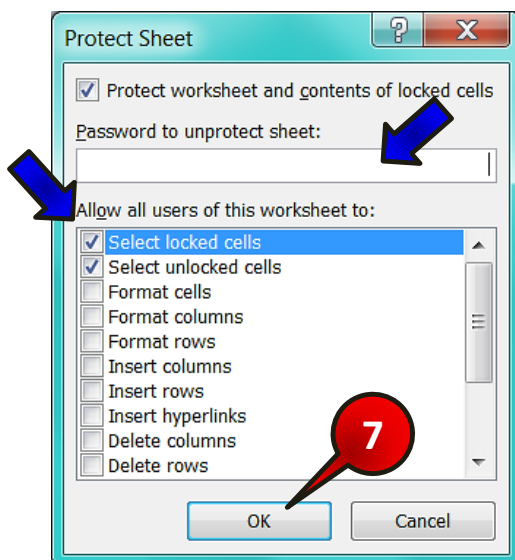 Protect Sheet
Protect worksheet and contents of locked cells
Password to unprotect sheet:
Allow all users of this worksheet to:
Select locked cells
Select unlocked cells
Format cells
Format columns
Format rows
Insert columns
Insert rows
Insert hyperlinks
Delete columns
Delete rows
7
OK Cancel